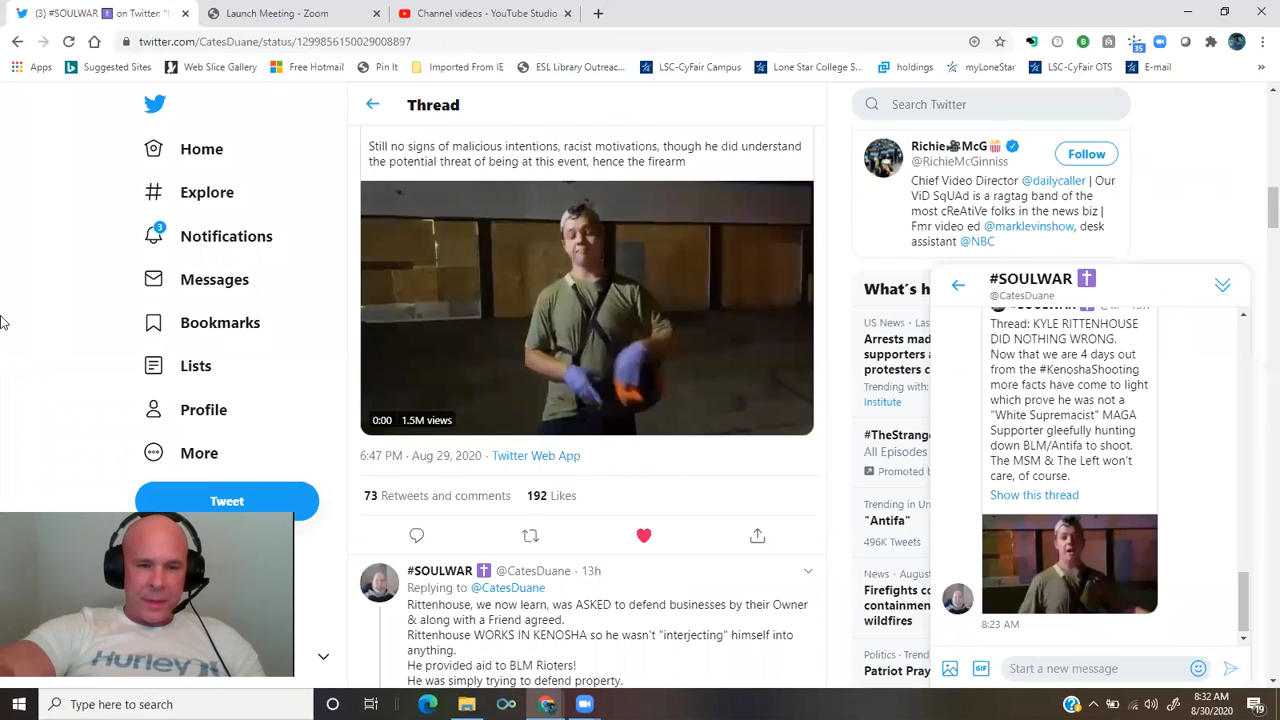 (3) #SOULWAR ✝ on Twitter: "
Launch Meeting - Zoom
Channel videos - YouTube Studio
twitter.com/CatesDuane/status/1299856150029008897
35
Apps
Suggested Sites
Web Slice Gallery
Free Hotmail
Pin It
Imported From IE
ESL Library Outreac...
LSC-CyFair Campus
Lone Star College S...
holdings
myLoneStar
LSC-CyFair OTS
E-mail
»
Home
Explore
3
Notifications
Messages
Bookmarks
Lists
Profile
More
Tweet
Thread
Still no signs of malicious intentions, racist motivations, though he did understand
the potential threat of being at this event, hence the firearm
0:00 1.5M views
6:47 PM · Aug 29, 2020 · Twitter Web App
73 Retweets and comments 192 Likes
#SOULWAR ✝ @CatesDuane · 13h
Replying to @CatesDuane
Rittenhouse, we now learn, was ASKED to defend businesses by their Owner
& along with a Friend agreed.
Rittenhouse WORKS IN KENOSHA so he wasn't "interjecting" himself into
anything.
He provided aid to BLM Rioters!
He was simply trying to defend property.
Search Twitter
Richie🎥McG🍿
@RichieMcGinniss
Follow
Chief Video Director @dailycaller | Our
ViD SqUAd is a ragtag band of the
most cReAtiVe folks in the news biz |
Fmr video ed @marklevinshow, desk
assistant @NBC
What's h
US News · Las
Arrests mad
supporters a
protesters c
Trending with:
Institute
#TheStrange
All Episodes
Promoted b
Trending in Un
"Antifa"
496K Tweets
News · August
Firefights co
containmen
wildfires
Politics · Trend
Patriot Pray
#SOULWAR ✝
@CatesDuane
Thread: KYLE RITTENHOUSE
DID NOTHING WRONG.
Now that we are 4 days out
from the #KenoshaShooting
more facts have come to light
which prove he was not a
"White Supremacist" MAGA
Supporter gleefully hunting
down BLM/Antifa to shoot.
The MSM & The Left won't
care, of course.
Show this thread
8:23 AM
GIF
Start a new message
Hurley
Type here to search
8:32 AM
8/30/2020
19